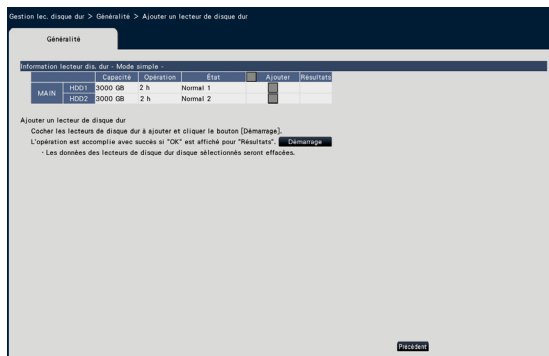 Gestion lec. disque dur > Généralité > Ajouter un lecteur de disque dur
Généralité
Information lecteur dis. dur - Mode simple -
Capacité Opération État Ajouter Résultats
MAIN HDD1 3000 GB 2 h Normal 1
HDD2 3000 GB 2 h Normal 2
Ajouter un lecteur de disque dur
Cocher les lecteurs de disque dur à ajouter et cliquer le bouton [Démarrage].
L'opération est accomplie avec succès si "OK" est affiché pour "Résultats". Démarrage
· Les données des lecteurs de disque dur disque sélectionnés seront effacées.
Précédent